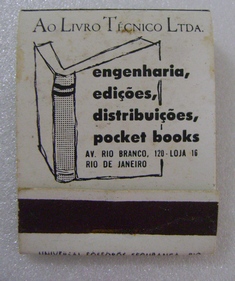 AO LIVRO TÉCNICO LTDA.
engenharia,
edições,
distribuições,
pocket books
AV. RIO BRANCO, 120 - LOJA 16
RIO DE JANEIRO